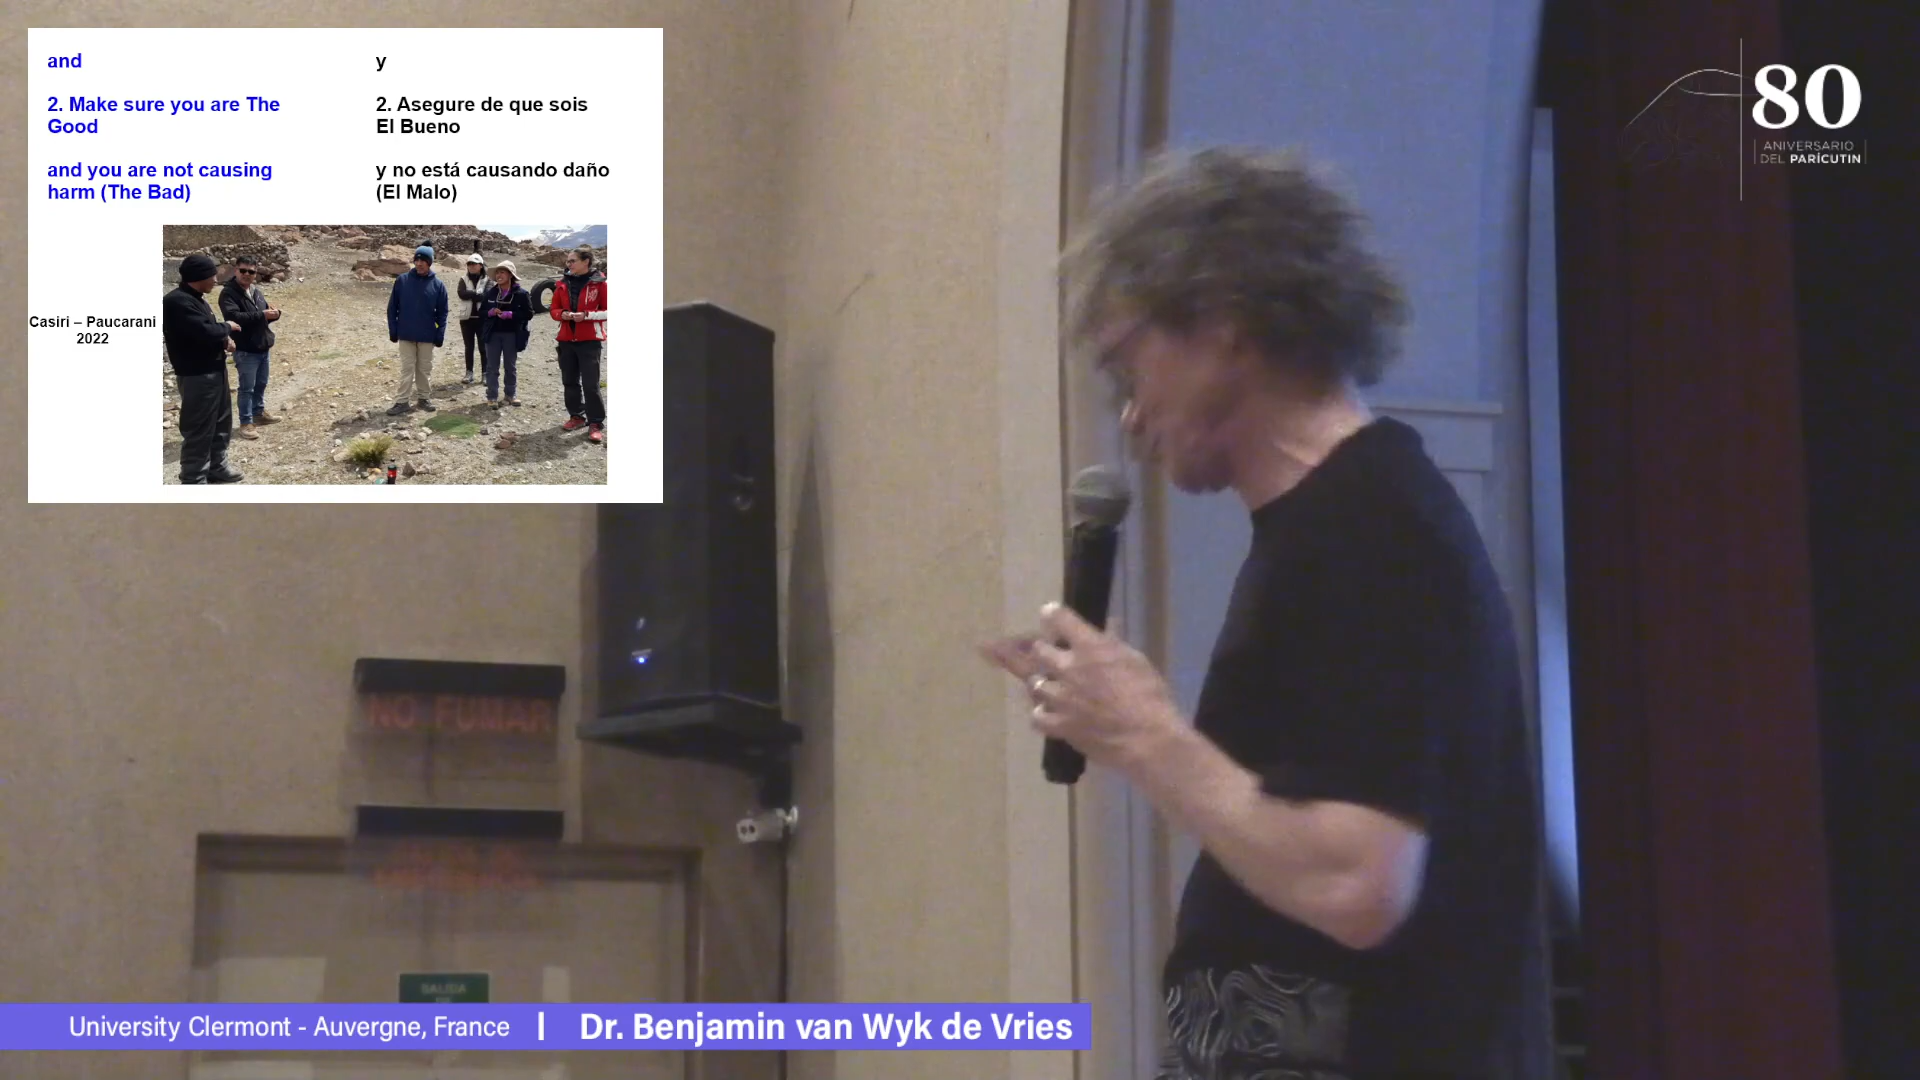 and
2. Make sure you are The
Good
and you are not causing
harm (The Bad)
y
2. Asegure de que sois
El Bueno
y no está causando daño
(El Malo)
Casiri – Paucarani
2022
80
ANIVERSARIO
DEL PARÍCUTIN
NO FUMAR
SALIDA
DE
University Clermont - Auvergne, France | Dr. Benjamin van Wyk de Vries